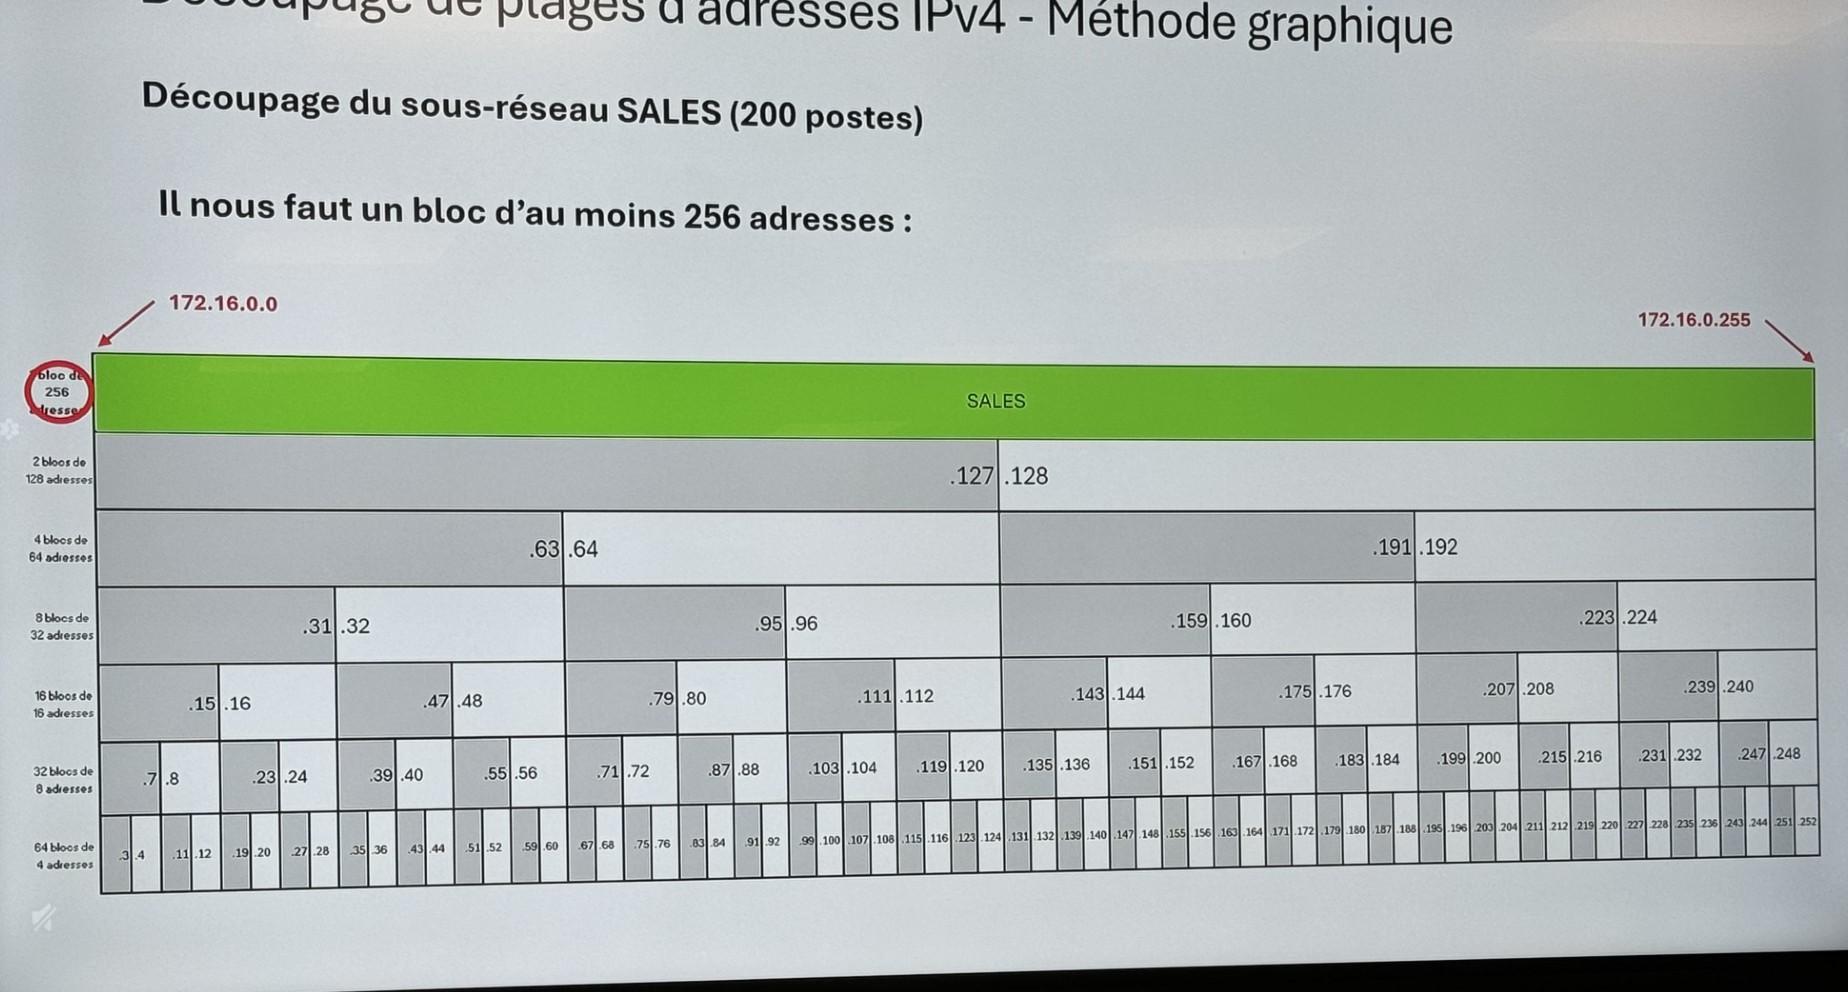 Découpage de plages d'adresses IPv4 - Méthode graphique
Découpage du sous-réseau SALES (200 postes)
Il nous faut un bloc d'au moins 256 adresses :
172.16.0.0
172.16.0.255
bloc de
256
SALES
2 blocs de
128 adresses
.127 .128
4 blocs de
64 adresses
.63 .64 .191 .192
8 blocs de
32 adresses
.31 .32 .95 .96 .159 .160 .223 .224
16 blocs de
16 adresses
.15 .16 .47 .48 .79 .80 .111 .112 .143 .144 .175 .176 .207 .208 .239 .240
32 blocs de
8 adresses
.7 .8 .23 .24 .39 .40 .55 .56 .71 .72 .87 .88 .103 .104 .119 .120 .135 .136 .151 .152 .167 .168 .183 .184 .199 .200 .215 .216 .231 .232 .247 .248
64 blocs de
4 adresses
.3 .4 .11 .12 .19 .20 .27 .28 .35 .36 .43 .44 .51 .52 .59 .60 .67 .68 .75 .76 .83 .84 .91 .92 .99 .100 .107 .108 .115 .116 .123 .124 .131 .132 .139 .140 .147 .148 .155 .156 .163 .164 .171 .172 .179 .180 .187 .188 .195 .196 .203 .204 .211 .212 .219 .220 .227 .228 .235 .236 .243 .244 .251 .252